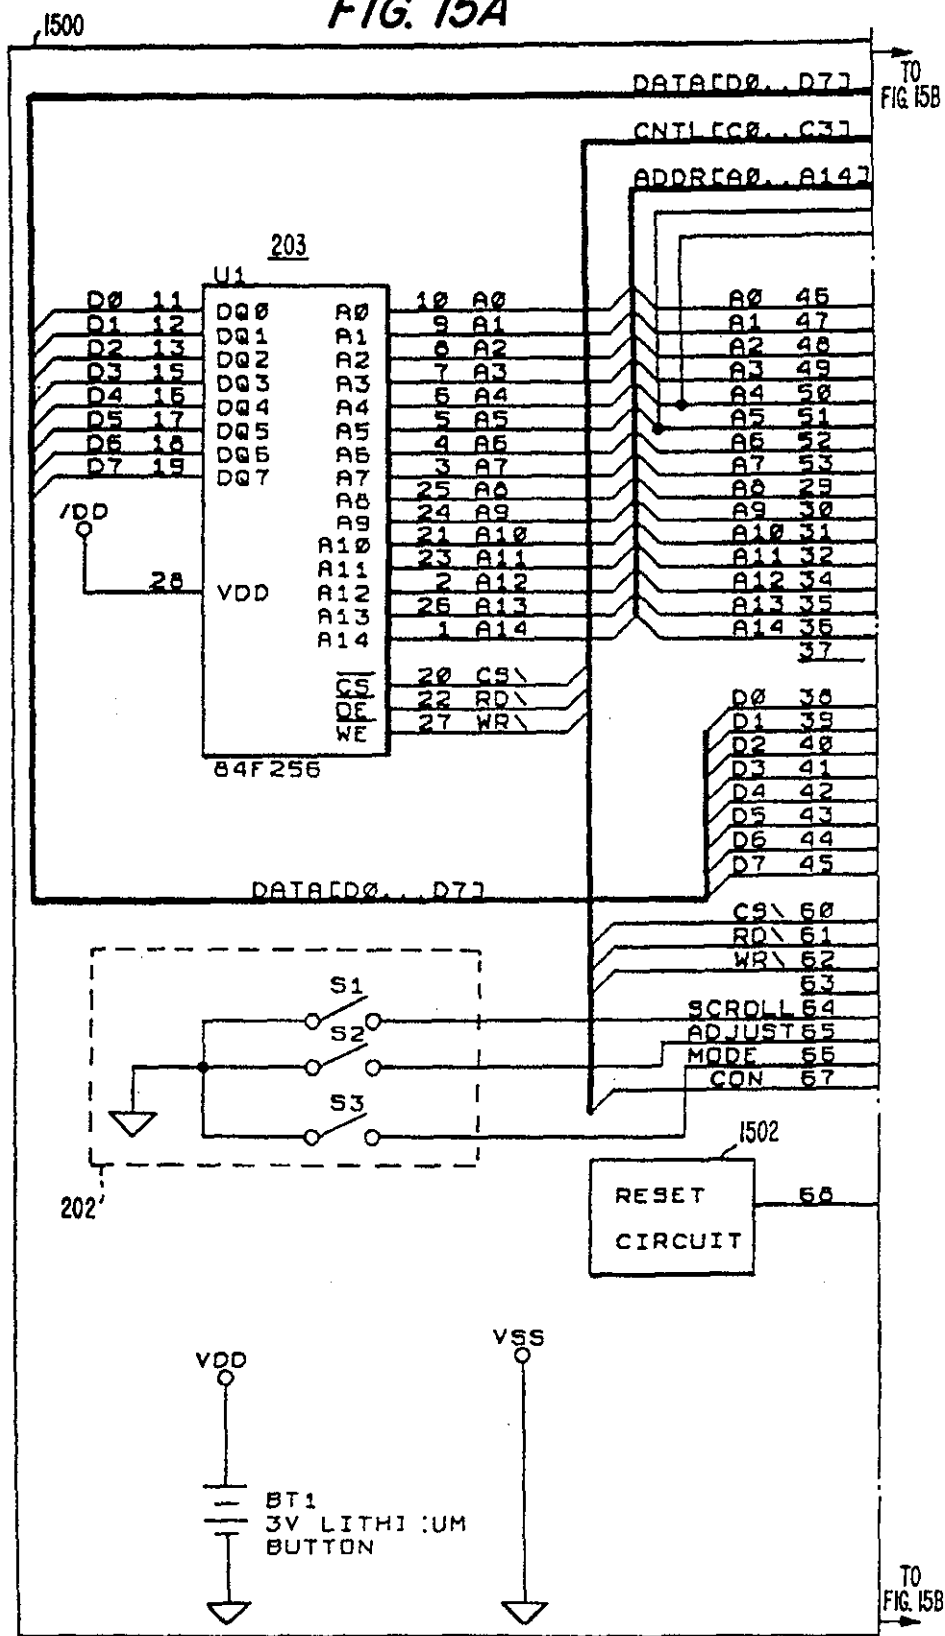 FIG. 15A
1500
TO
FIG. 15B
DATA[D0...D7]
CNTL[C0...C3]
ADDR[A0...A14]
203
U1
D0 11 DQ0 A0 10 A0 A0 46
D1 12 DQ1 A1 9 A1 A1 47
D2 13 DQ2 A2 8 A2 A2 48
D3 15 DQ3 A3 7 A3 A3 49
D4 16 DQ4 A4 6 A4 A4 50
D5 17 DQ5 A5 5 A5 A5 51
D6 18 DQ6 A6 4 A6 A6 52
D7 19 DQ7 A7 3 A7 A7 53
A8 25 A8 A8 29
VDD A9 24 A9 A9 30
A10 21 A10 A10 31
A11 23 A11 A11 32
28 VDD A12 2 A12 A12 34
A13 26 A13 A13 35
A14 1 A14 A14 36
37
CS 20 CS\
OE 22 RD\
WE 27 WR\
84F256
D0 38
D1 39
D2 40
D3 41
D4 42
D5 43
D6 44
D7 45
DATA[D0...D7]
CS\ 60
RD\ 61
WR\ 62
63
S1 SCROLL 64
S2 ADJUST 65
MODE 66
CON 67
S3
202
1502
RESET
CIRCUIT
68
VDD
VSS
BT1
3V LITHIUM
BUTTON
TO
FIG. 15B